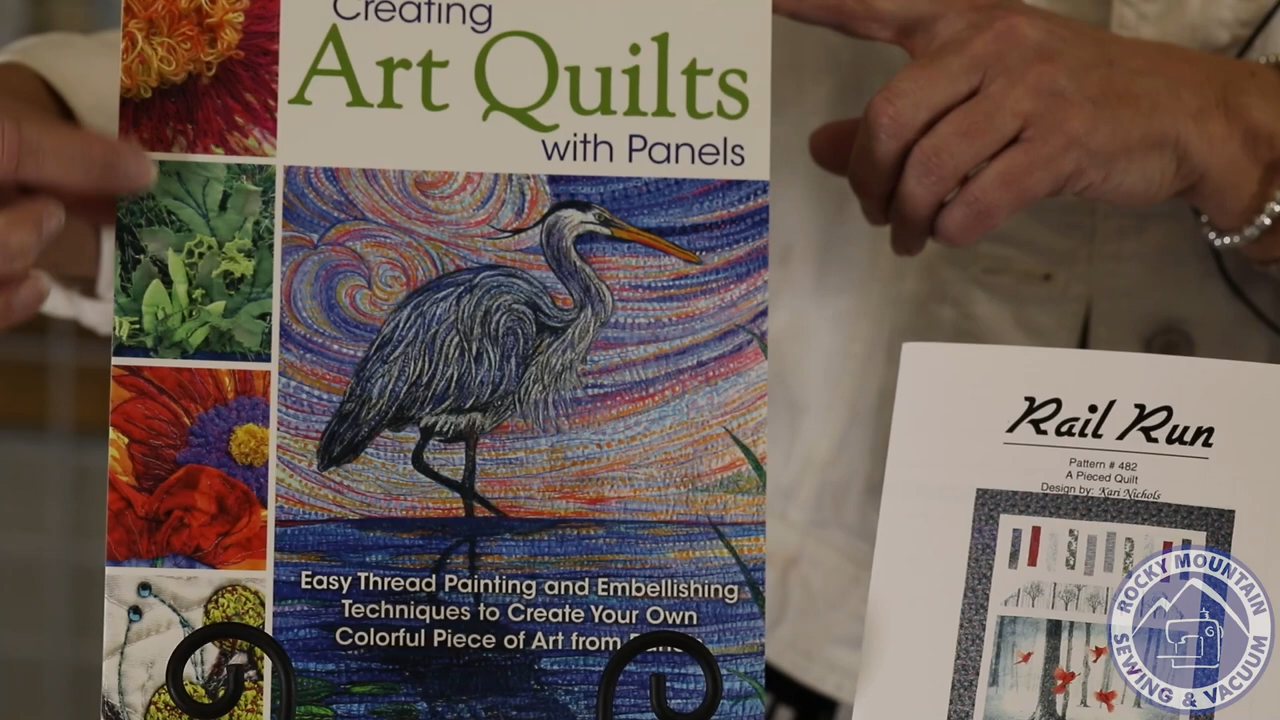 Creating
Art Quilts
with Panels
Easy Thread Painting and Embellishing
Techniques to Create Your Own
Colorful Piece of Art from
Rail Run
Pattern # 482
A Pieced Quilt
Design by: Kari Nichols
ROCKY MOUNTAIN
SEWING & VACUUM